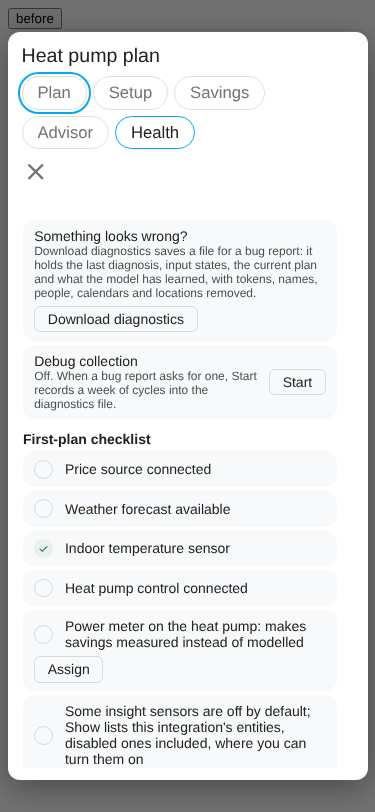 before
Heat pump plan
Plan
Setup
Savings
Advisor
Health
Something looks wrong?
Download diagnostics saves a file for a bug report: it
holds the last diagnosis, input states, the current plan
and what the model has learned, with tokens, names,
people, calendars and locations removed.
Download diagnostics
Debug collection
Off. When a bug report asks for one, Start
records a week of cycles into the
diagnostics file.
Start
First-plan checklist
Price source connected
Weather forecast available
Indoor temperature sensor
Heat pump control connected
Power meter on the heat pump: makes
savings measured instead of modelled
Assign
Some insight sensors are off by default;
Show lists this integration's entities,
disabled ones included, where you can
turn them on